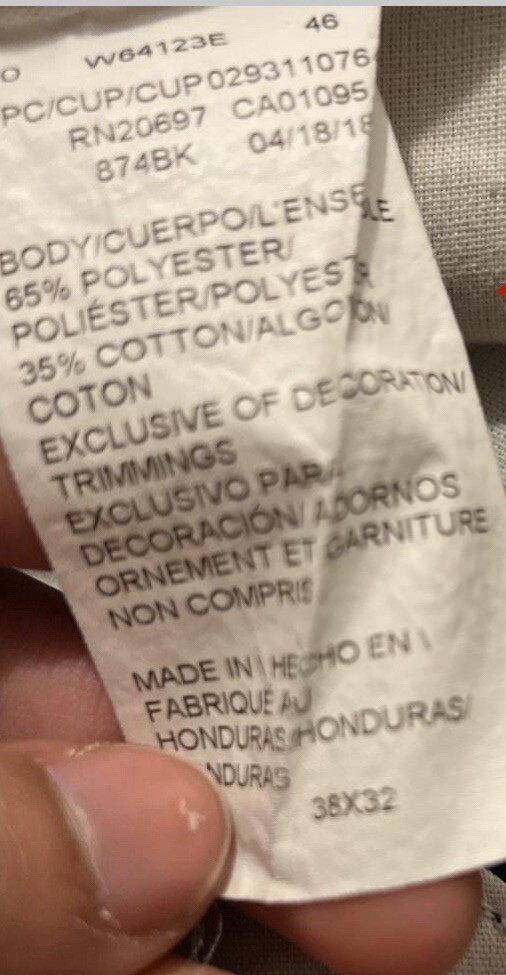 O W64123E 46
PC/CUP/CUP 029311076
RN20697 CA01095
874BK 04/18/18
BODY/CUERPO/L'ENSEMBLE
65% POLYESTER/
POLIÉSTER/POLYESTER
35% COTTON/ALGODON/
COTON
EXCLUSIVE OF DECORATION/
TRIMMINGS
EXCLUSIVO PARA
DECORACIÓN/ ADORNOS
ORNEMENT ET GARNITURE
NON COMPRIS
MADE IN \ HECHO EN \
FABRIQUÉ AU
HONDURAS/HONDURAS/
NDURAS
38X32